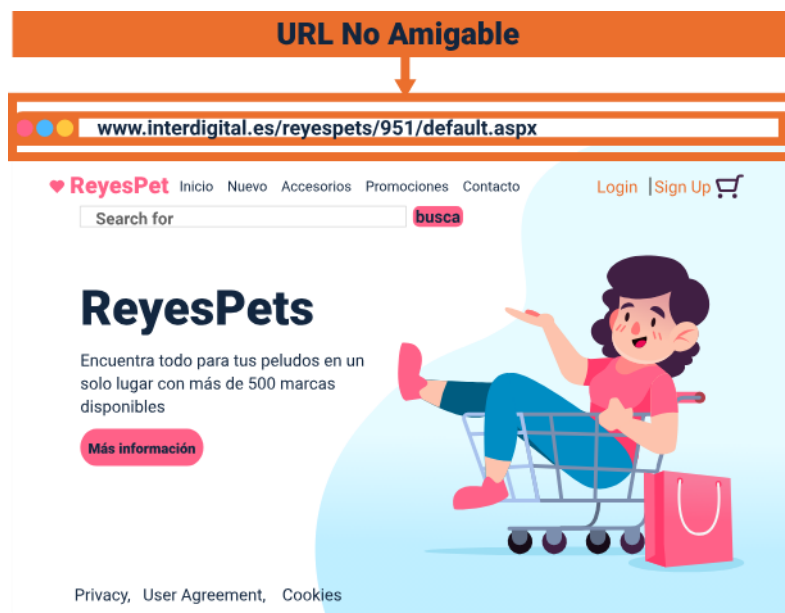 URL No Amigable
www.interdigital.es/reyespets/951/default.aspx
ReyesPet Inicio Nuevo Accesorios Promociones Contacto Login |Sign Up
Search for busca
ReyesPets
Encuentra todo para tus peludos en un
solo lugar con más de 500 marcas
disponibles
Más información
Privacy, User Agreement, Cookies